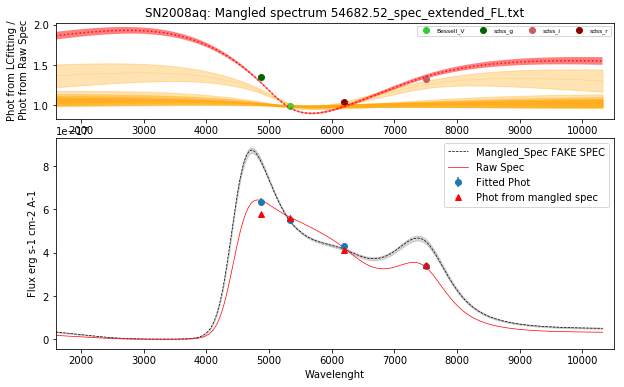 SN2008aq: Mangled spectrum 54682.52_spec_extended_FL.txt
Phot from LCfitting /
Phot from Raw Spec
2.0
1.5
1.0
Bessell_V
sdss_g
sdss_i
sdss_r
2000 3000 4000 5000 6000 7000 8000 9000 10000
1e−17
Flux erg s-1 cm-2 A-1
8
6
4
2
0
Mangled_Spec FAKE SPEC
Raw Spec
Fitted Phot
Phot from mangled spec
2000 3000 4000 5000 6000 7000 8000 9000 10000
Wavelenght